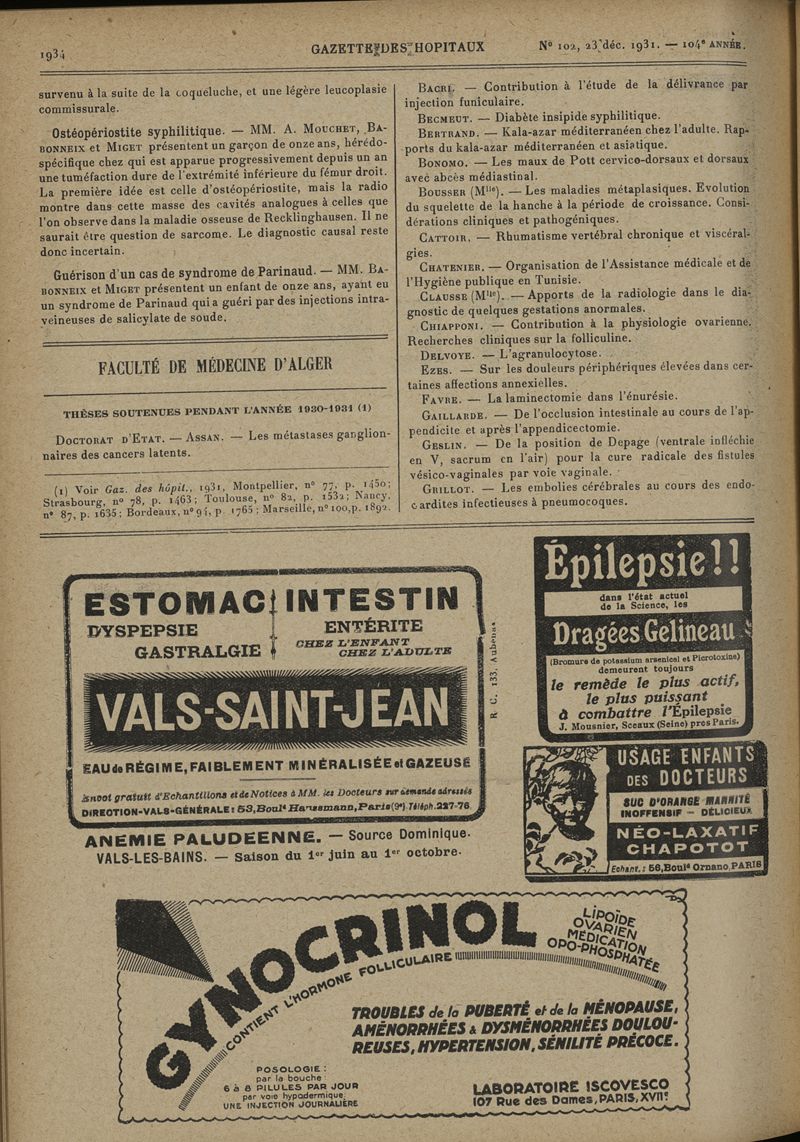 1934
GAZETTE DES HOPITAUX
Nº 102, 23 déc. 1931. — 104e ANNÉE.
survenu à la suite de la coqueluche, et une légère leucoplasie
commissurale.
Ostéopériostite syphilitique. — MM. A. MOUCHET, BA-
BONNEIX et MIGET présentent un garçon de onze ans, hérédo-
spécifique chez qui est apparue progressivement depuis un an
une tuméfaction dure de l'extrémité inférieure du fémur droit.
La première idée est celle d'ostéopériostite, mais la radio
montre dans cette masse des cavités analogues à celles que
l'on observe dans la maladie osseuse de Recklinghausen. Il ne
saurait être question de sarcome. Le diagnostic causal reste
donc incertain.
Guérison d'un cas de syndrome de Parinaud. — MM. BA-
BONNEIX et MIGET présentent un enfant de onze ans, ayant eu
un syndrome de Parinaud qui a guéri par des injections intra-
veineuses de salicylate de soude.
FACULTÉ DE MÉDECINE D'ALGER
THÈSES SOUTENUES PENDANT L'ANNÉE 1930-1931 (1)
DOCTORAT D'ETAT. — ASSAN. — Les métastases ganglion-
naires des cancers latents.
(1) Voir Gaz. des hôpit., 1931, Montpellier, nº 77, p. 1450;
Strasbourg, nº 78, p. 1463; Toulouse, nº 82, p. 1532; Nancy,
nº 87, p. 1635; Bordeaux, nº 94, p. 1765; Marseille, nº 100, p. 1892.
BACRI. — Contribution à l'étude de la délivrance par
injection funiculaire.
BECMEUT. — Diabète insipide syphilitique.
BERTRAND. — Kala-azar méditerranéen chez l'adulte. Rap-
ports du kala-azar méditerranéen et asiatique.
BONOMO. — Les maux de Pott cervico-dorsaux et dorsaux
avec abcès médiastinal.
BOUSSER (Mlle). — Les maladies métaplasiques. Evolution
du squelette de la hanche à la période de croissance. Consi-
dérations cliniques et pathogéniques.
CATTOIR. — Rhumatisme vertébral chronique et viscéral-
gies.
CHATENIER. — Organisation de l'Assistance médicale et de
l'Hygiène publique en Tunisie.
CLAUSSE (Mlle). — Apports de la radiologie dans le dia-
gnostic de quelques gestations anormales.
CHIAPPONI. — Contribution à la physiologie ovarienne.
Recherches cliniques sur la folliculine.
DELVOYE. — L'agranulocytose.
EZES. — Sur les douleurs périphériques élevées dans cer-
taines affections annexielles.
FAVRE. — La laminectomie dans l'énurésie.
GAILLARDE. — De l'occlusion intestinale au cours de l'ap-
pendicite et après l'appendicectomie.
GESLIN. — De la position de Depage (ventrale infléchie
en V, sacrum en l'air) pour la cure radicale des fistules
vésico-vaginales par voie vaginale.
GRILLOT. — Les embolies cérébrales au cours des endo-
cardites infectieuses à pneumocoques.
ESTOMAC INTESTIN
DYSPEPSIE ENTÉRITE
GASTRALGIE CHEZ L'ENFANT
CHEZ L'ADULTE
VALS-SAINT-JEAN
EAU de RÉGIME, FAIBLEMENT MINÉRALISÉE et GAZEUSE
Envoi gratuit d'Echantillons et de Notices à MM. les Docteurs sur demande adressée
DIRECTION-VALS-GÉNÉRALE: 53, Boulᵈ Haussmann, Paris (9e) Téléph. 227-76
R C. 133. Aubenas
ANEMIE PALUDEENNE. — Source Dominique.
VALS-LES-BAINS. — Saison du 1er juin au 1er octobre.
Épilepsie!!
dans l'état actuel
de la Science, les
Dragées Gelineau
(Bromure de potassium arsenical et Picrotoxine)
demeurent toujours
le remède le plus actif,
le plus puissant
à combattre l'Épilepsie
J. Mousnier, Sceaux (Seine) près Paris.
USAGE ENFANTS
DES DOCTEURS
SUC D'ORANGE MANNITÉ
INOFFENSIF — DÉLICIEUX
NÉO-LAXATIF
CHAPOTOT
Echant.: 56, Boulᵈ Ornano, PARIS
GYNOCRINOL
CONTIENT L'HORMONE FOLLICULAIRE
LIPOÏDE
OVARIEN
MÉDICATION
OPO-PHOSPHATÉE
TROUBLES de la PUBERTÉ et de la MÉNOPAUSE,
AMÉNORRHÉES & DYSMÉNORRHÉES DOULOU-
REUSES, HYPERTENSION, SÉNILITÉ PRÉCOCE.
POSOLOGIE:
par la bouche:
6 à 8 PILULES PAR JOUR
par voie hypodermique
UNE INJECTION JOURNALIÈRE
LABORATOIRE ISCOVESCO
107 Rue des Dames, PARIS, XVIIe